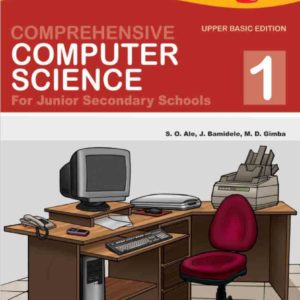 UPPER BASIC EDITION
COMPREHENSIVE
COMPUTER
SCIENCE
For Junior Secondary Schools
1
S. O. Ale, J. Bamidele, M. D. Gimba